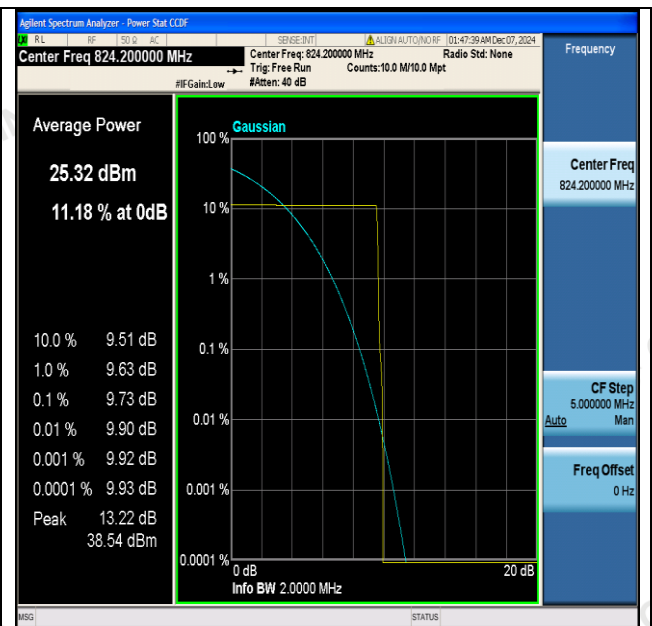 Agilent Spectrum Analyzer - Power Stat CCDF
RL RF 50 Ω AC SENSE:INT ALIGN AUTO/NO RF 01:47:39 AM Dec 07, 2024
Center Freq 824.200000 MHz
Center Freq: 824.200000 MHz Radio Std: None
Trig: Free Run Counts:10.0 M/10.0 Mpt
#IFGain:Low #Atten: 40 dB
Frequency
Average Power
25.32 dBm
11.18 % at 0dB
10.0 % 9.51 dB
1.0 % 9.63 dB
0.1 % 9.73 dB
0.01 % 9.90 dB
0.001 % 9.92 dB
0.0001 % 9.93 dB
Peak 13.22 dB
38.54 dBm
Gaussian
100 %
10 %
1 %
0.1 %
0.01 %
0.001 %
0.0001 %
0 dB 20 dB
Info BW 2.0000 MHz
Center Freq
824.200000 MHz
CF Step
5.000000 MHz
Auto Man
Freq Offset
0 Hz
MSG STATUS